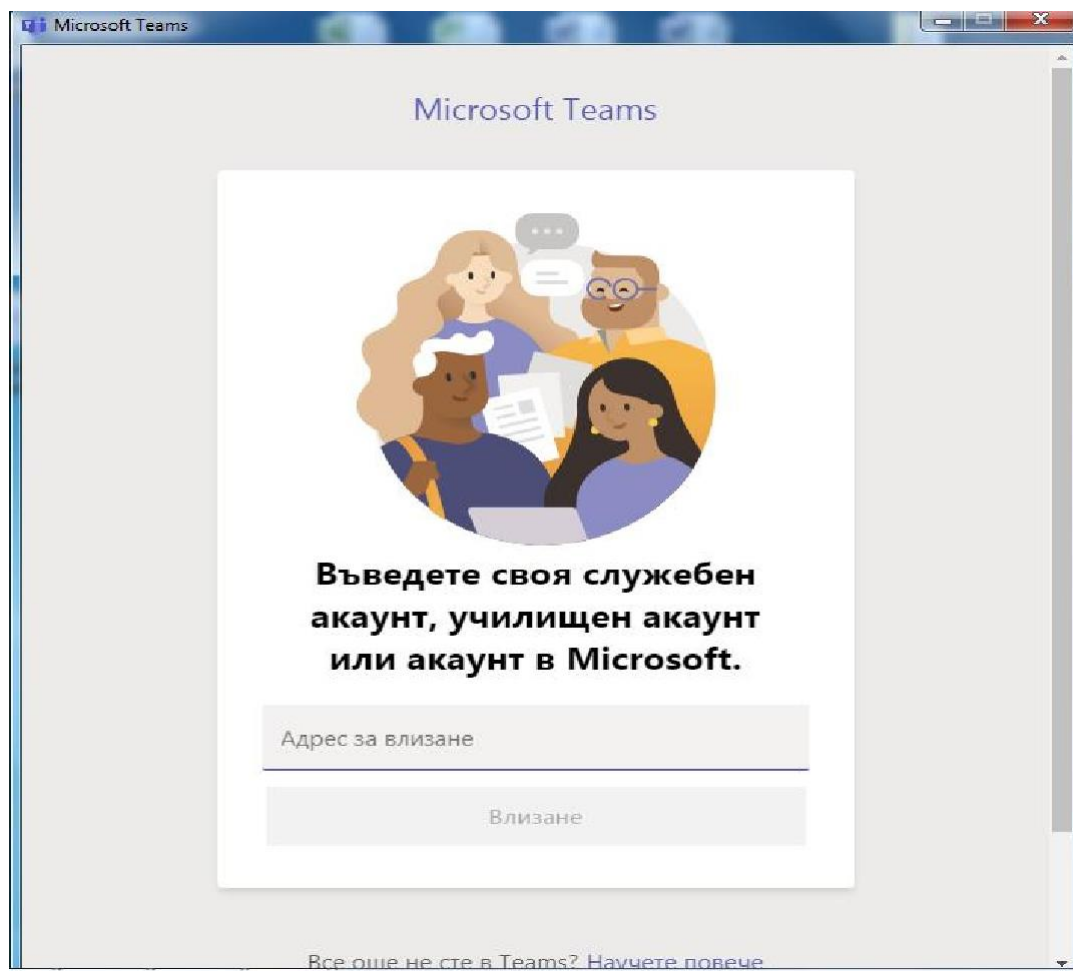 Microsoft Teams
Microsoft Teams
Въведете своя служебен
акаунт, училищен акаунт
или акаунт в Microsoft.
Адрес за влизане
Влизане
Все още не сте в Teams? Научете повече